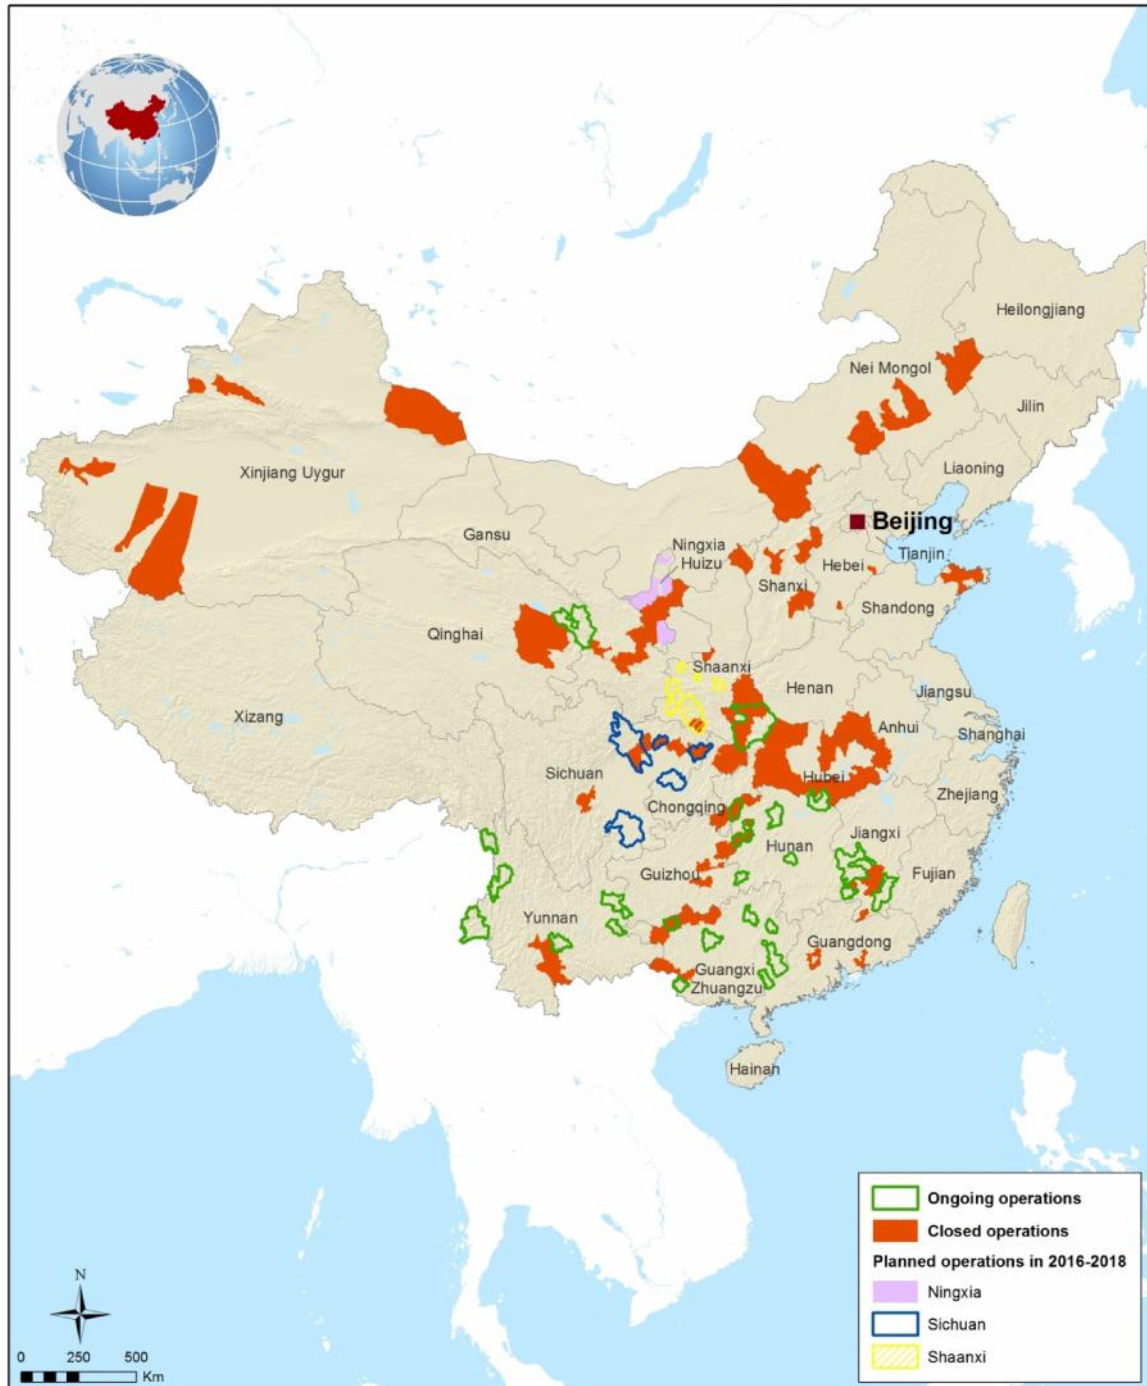 Heilongjiang
Nei Mongol
Jilin
Liaoning
Xinjiang Uygur
Beijing
Gansu
Ningxia
Huizu
Tianjin
Hebei
Shanxi
Shandong
Qinghai
Shaanxi
Henan
Jiangsu
Xizang
Anhui
Shanghai
Sichuan
Hubei
Zhejiang
Chongqing
Jiangxi
Hunan
Guizhou
Fujian
Yunnan
Guangdong
Guangxi
Zhuangzu
Hainan
Ongoing operations
Closed operations
Planned operations in 2016-2018
Ningxia
Sichuan
Shaanxi
N
0 250 500
Km